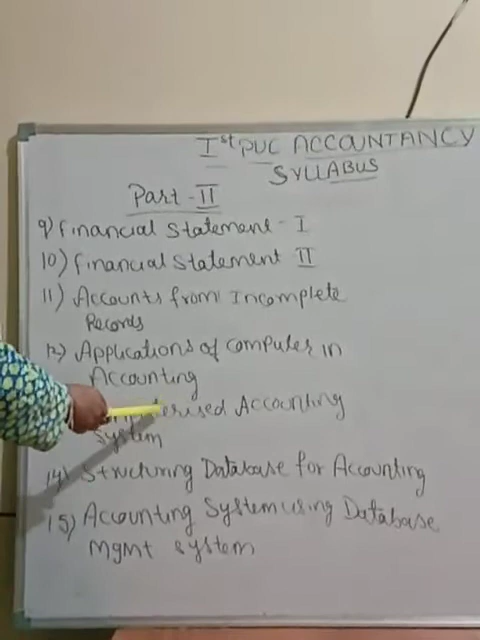 Ist PUC ACCOUNTANCY
SYLLABUS
Part - II
9) Financial Statement - I
10) Financial Statement II
11) Accounts from Incomplete
Records
12) Applications of computer in
Accounting
Accounting
System
14) Structuring Database for Accounting
15) Accounting System using Database
Mgmt System